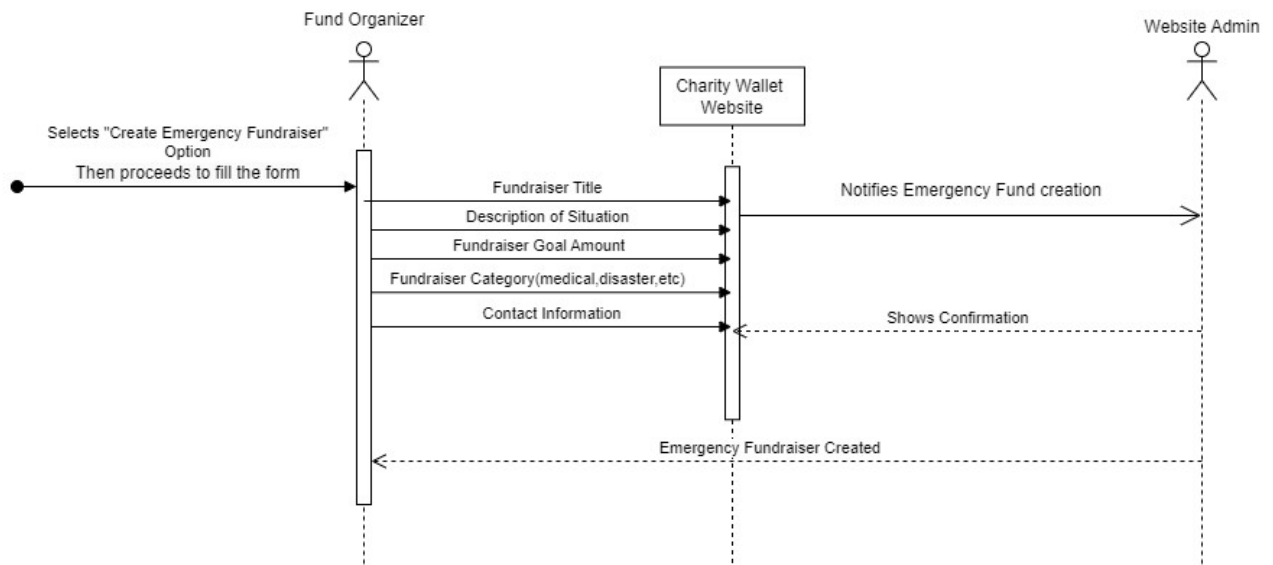 Fund Organizer
Website Admin
Charity Wallet
Website
Selects "Create Emergency Fundraiser"
Option
Then proceeds to fill the form
Fundraiser Title
Notifies Emergency Fund creation
Description of Situation
Fundraiser Goal Amount
Fundraiser Category(medical,disaster,etc)
Contact Information
Shows Confirmation
Emergency Fundraiser Created